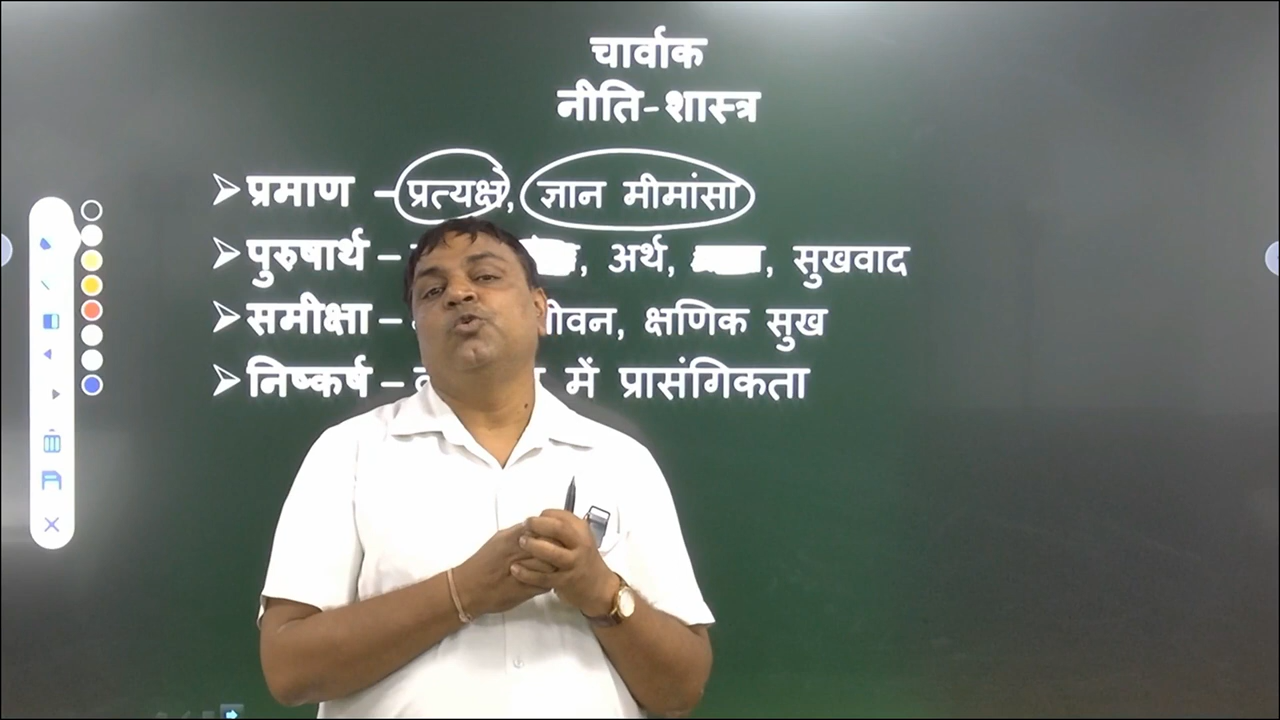 चार्वाक
नीति-शास्त्र
प्रमाण – प्रत्यक्ष, ज्ञान मीमांसा
पुरुषार्थ – , अर्थ, , सुखवाद
समीक्षा – , क्षणिक सुख
निष्कर्ष – में प्रासंगिकता